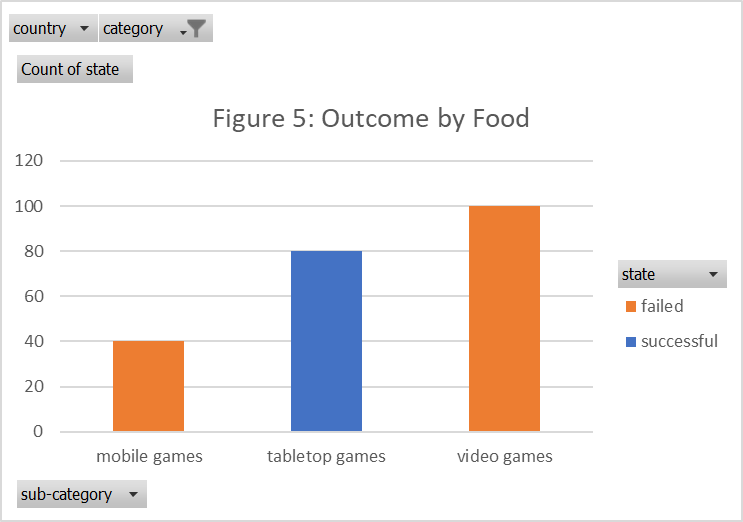 country category
Count of state
Figure 5: Outcome by Food
120
100
80
60
40
20
0
mobile games tabletop games video games
state
failed
successful
sub-category